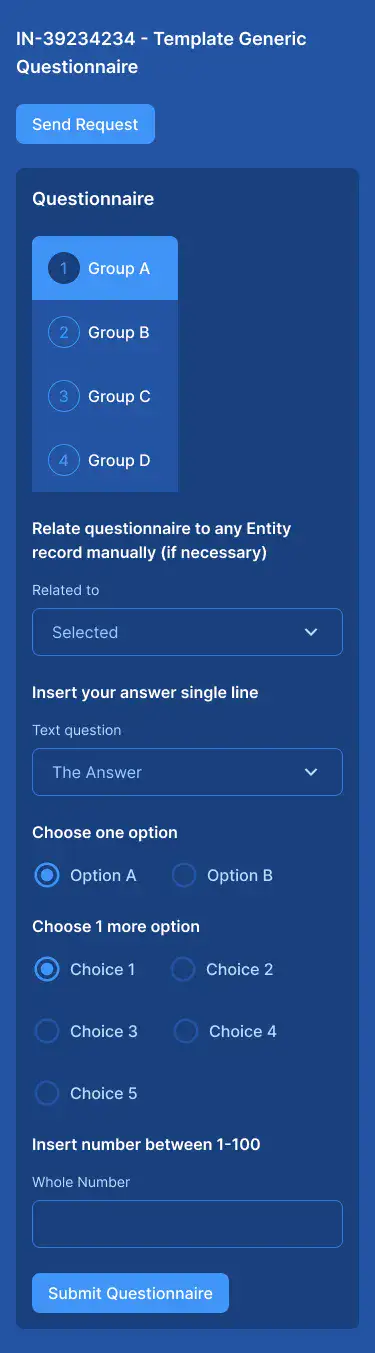 IN-39234234 - Template Generic
Questionnaire
Send Request
Questionnaire
1 Group A
2 Group B
3 Group C
4 Group D
Relate questionnaire to any Entity
record manually (if necessary)
Related to
Selected
Insert your answer single line
Text question
The Answer
Choose one option
Option A Option B
Choose 1 more option
Choice 1 Choice 2
Choice 3 Choice 4
Choice 5
Insert number between 1-100
Whole Number
Submit Questionnaire